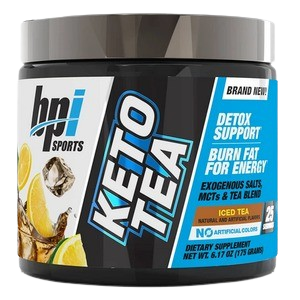 BRAND NEW!
bpi
SPORTS
KETO
TEA
DETOX
SUPPORT*
BURN FAT
FOR ENERGY*
EXOGENOUS SALTS,
MCTs & TEA BLEND
ICED TEA
NATURAL AND ARTIFICIAL FLAVORS
25
NO ARTIFICIAL COLORS
DIETARY SUPPLEMENT
NET WT. 6.17 OZ (175 GRAMS)